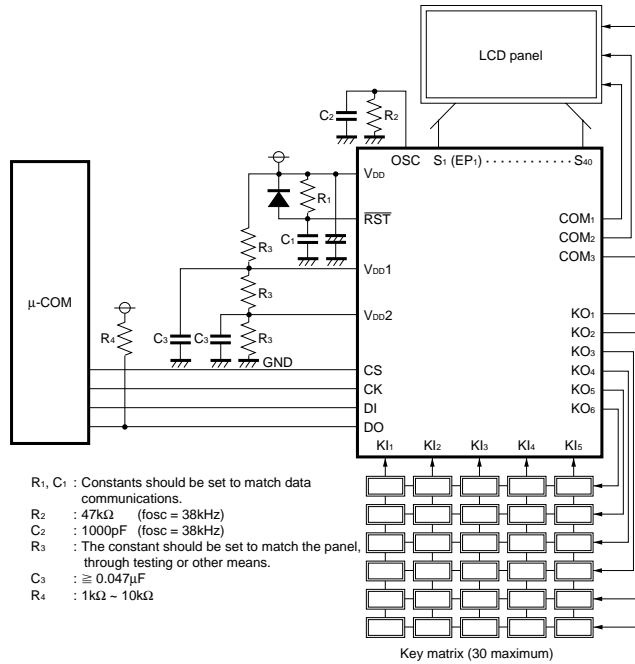 LCD panel
C2
R2
OSC S1 (EP1) ·········· S40
VDD
R1
RST
C1
COM1
COM2
COM3
R3
VDD1
μ-COM
R3
KO1
VDD2
KO2
R4
C3
C3
R3
KO3
GND
KO4
CS
KO5
CK
KO6
DI
DO
KI1 KI2 KI3 KI4 KI5
R1, C1 : Constants should be set to match data
communications.
R2 : 47kΩ (fosc = 38kHz)
C2 : 1000pF (fosc = 38kHz)
R3 : The constant should be set to match the panel,
through testing or other means.
C3 : ≧ 0.047μF
R4 : 1kΩ ~ 10kΩ
Key matrix (30 maximum)